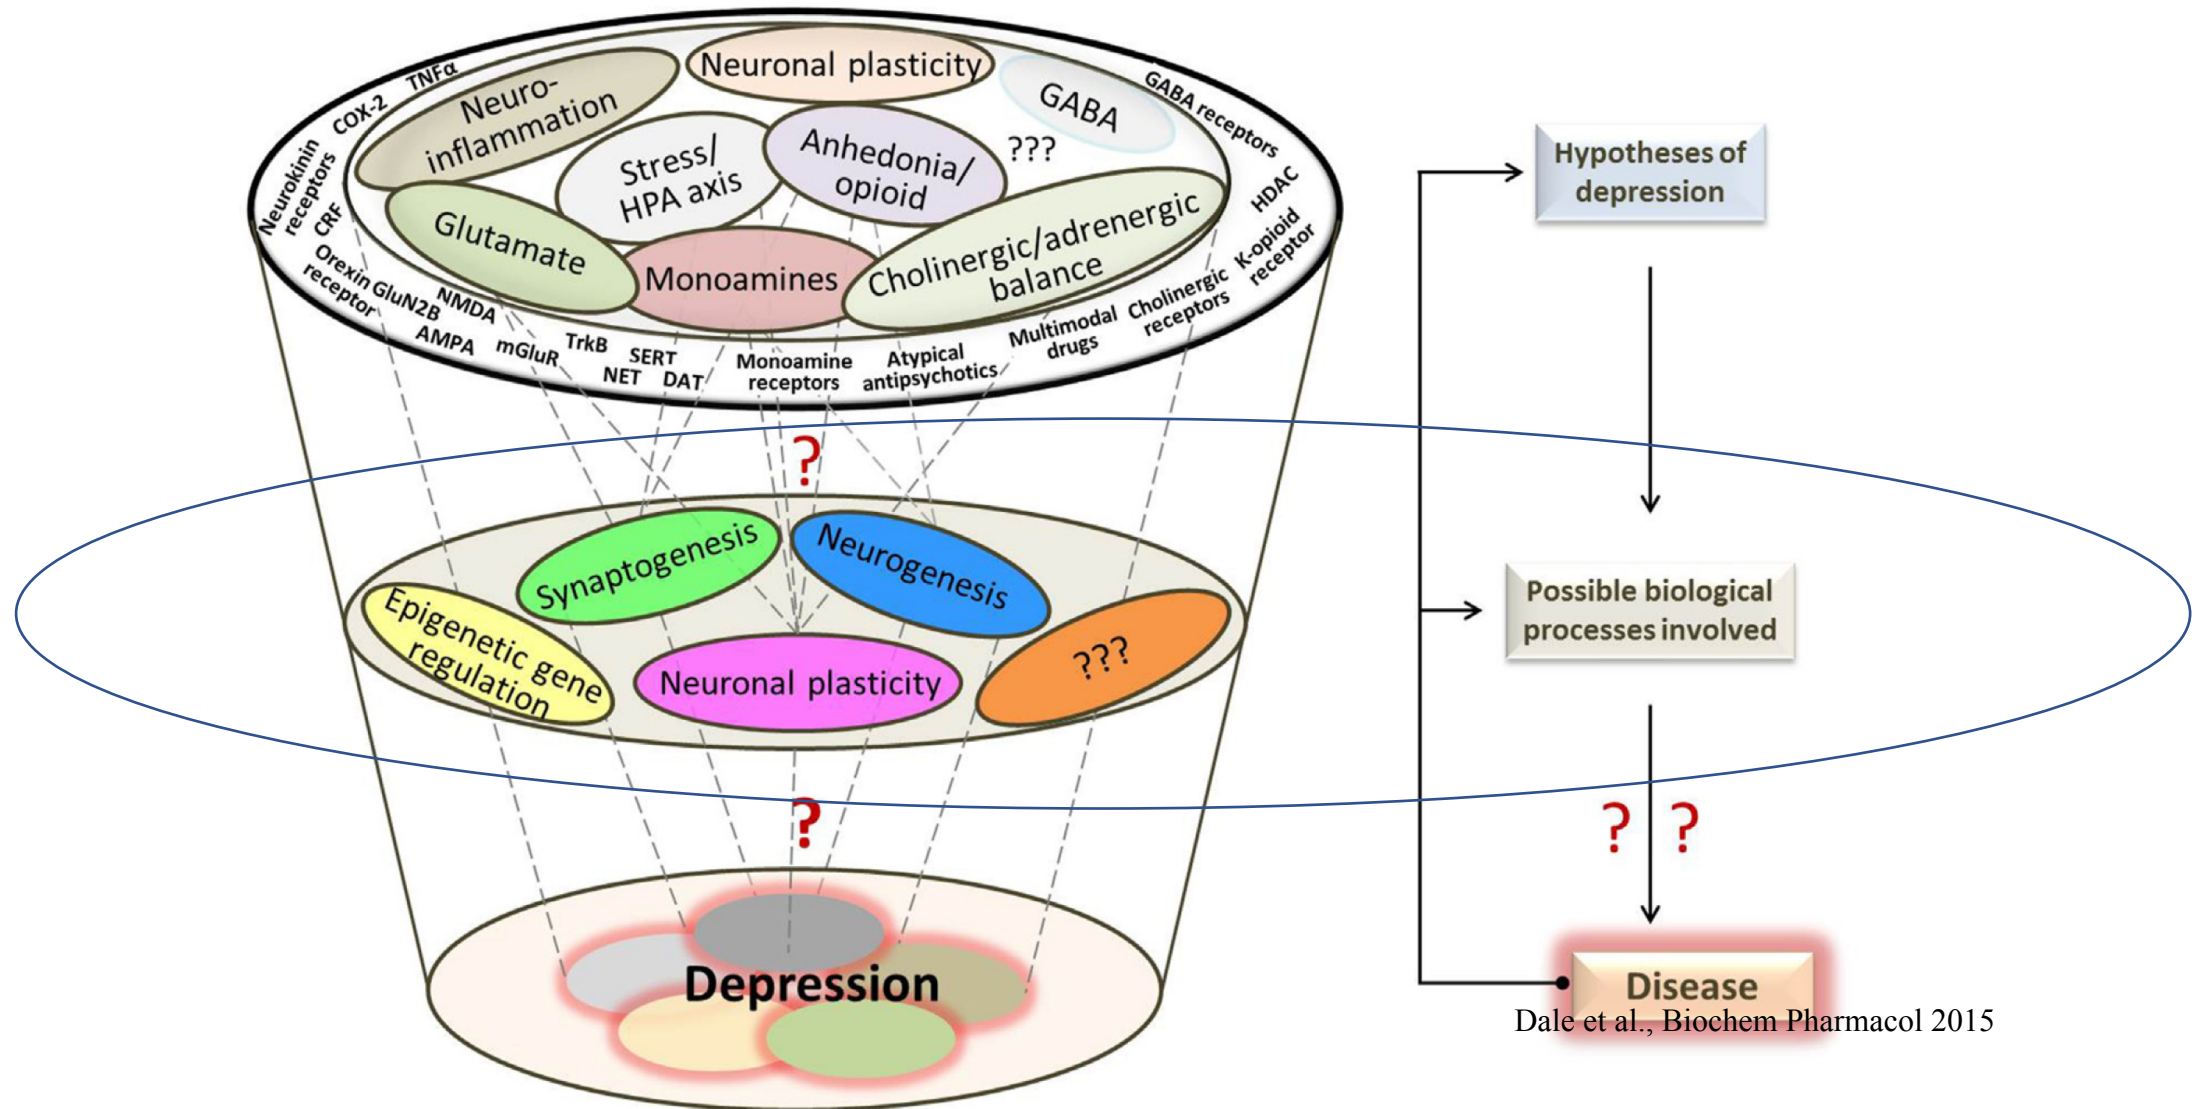 TNFα
COX-2
Neurokinin
receptors
CRF
Orexin
receptor
GluN2B
NMDA
AMPA
mGluR
TrkB
SERT
NET
DAT
Monoamine
receptors
Atypical
antipsychotics
Multimodal
drugs
Cholinergic
receptors
K-opioid
receptor
HDAC
GABA receptors
Neuro-
inflammation
Neuronal plasticity
GABA
Stress/
HPA axis
Anhedonia/
opioid
???
Glutamate
Monoamines
Cholinergic/adrenergic
balance
?
Synaptogenesis
Neurogenesis
Epigenetic gene
regulation
Neuronal plasticity
???
?
Depression
Hypotheses of
depression
Possible biological
processes involved
? ?
Disease
Dale et al., Biochem Pharmacol 2015